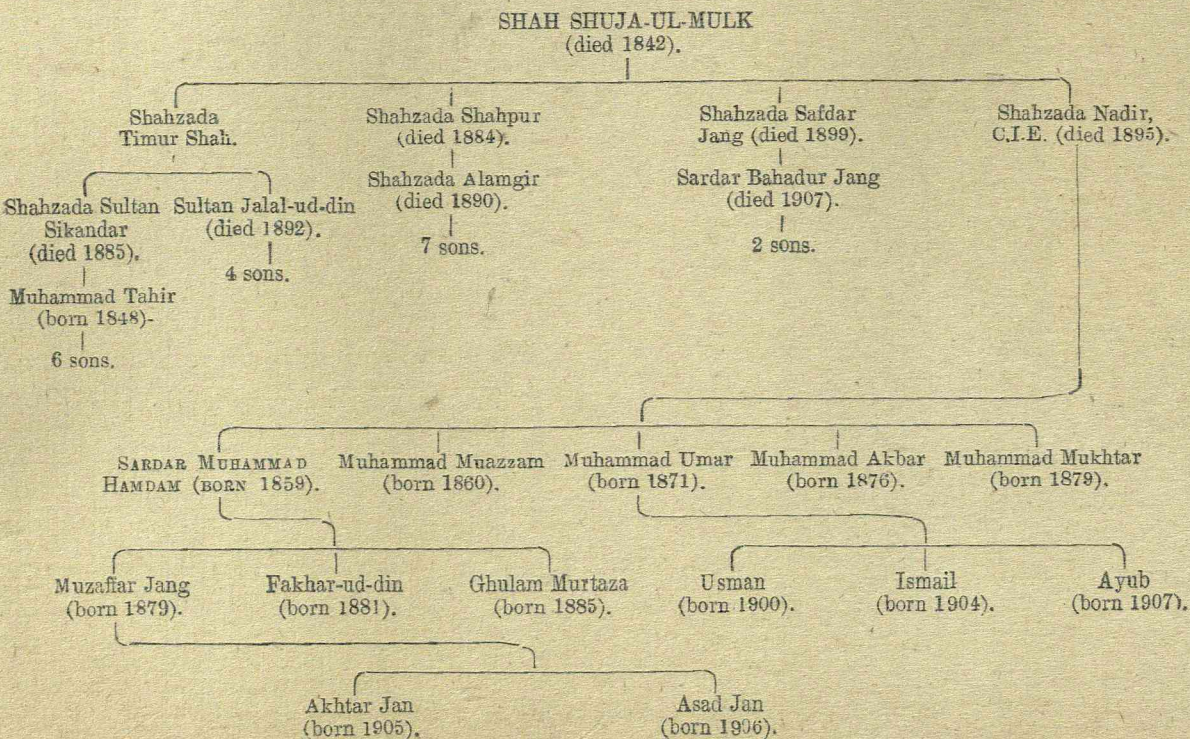 SHAH SHUJA-UL-MULK
(died 1842).
Shahzada
Timur Shah.
Shahzada Shahpur
(died 1884).
Shahzada Safdar
Jang (died 1899).
Shahzada Nadir,
C.I.E. (died 1895).
Shahzada Sultan
Sikandar
(died 1885).
Sultan Jalal-ud-din
(died 1892).
4 sons.
Shahzada Alamgir
(died 1890).
7 sons.
Sardar Bahadur Jang
(died 1907).
2 sons.
Muhammad Tahir
(born 1848)-
6 sons.
SARDAR MUHAMMAD
HAMDAM (BORN 1859).
Muhammad Muazzam
(born 1860).
Muhammad Umar
(born 1871).
Muhammad Akbar
(born 1876).
Muhammad Mukhtar
(born 1879).
Muzaffar Jang
(born 1879).
Fakhar-ud-din
(born 1881).
Ghulam Murtaza
(born 1885).
Usman
(born 1900).
Ismail
(born 1904).
Ayub
(born 1907).
Akhtar Jan
(born 1905).
Asad Jan
(born 1906).